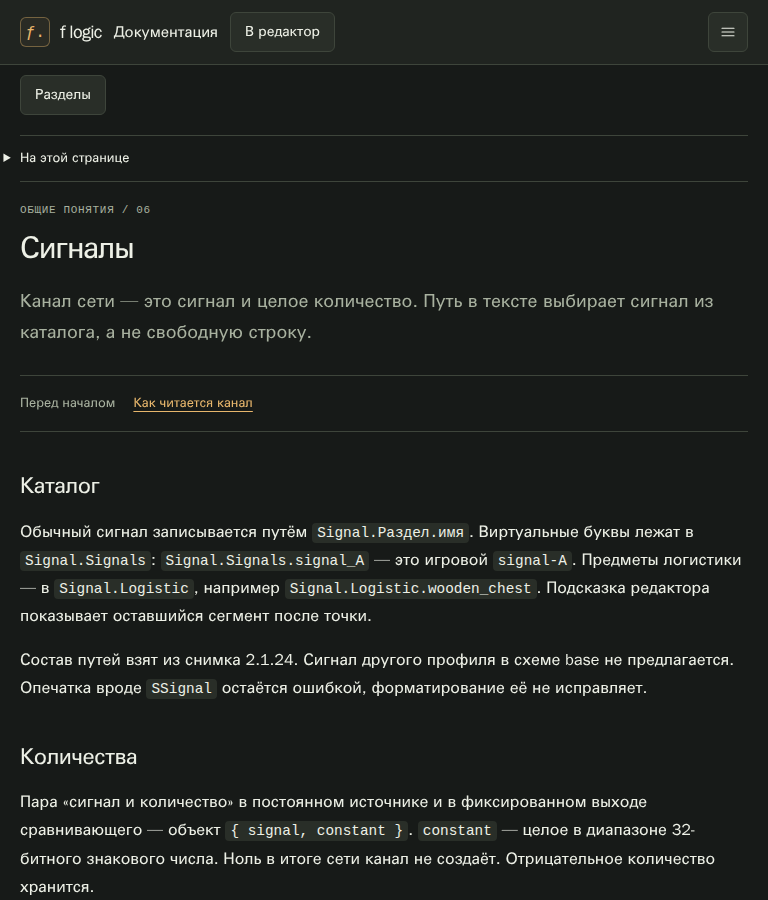 f. f logic Документация В редактор
Разделы
На этой странице
ОБЩИЕ ПОНЯТИЯ / 06
Сигналы
Канал сети — это сигнал и целое количество. Путь в тексте выбирает сигнал из
каталога, а не свободную строку.
Перед началом Как читается канал
Каталог
Обычный сигнал записывается путём Signal.Раздел.имя. Виртуальные буквы лежат в
Signal.Signals: Signal.Signals.signal_A — это игровой signal-A. Предметы логистики
— в Signal.Logistic, например Signal.Logistic.wooden_chest. Подсказка редактора
показывает оставшийся сегмент после точки.
Состав путей взят из снимка 2.1.24. Сигнал другого профиля в схеме base не предлагается.
Опечатка вроде SSignal остаётся ошибкой, форматирование её не исправляет.
Количества
Пара «сигнал и количество» в постоянном источнике и в фиксированном выходе
сравнивающего — объект { signal, constant }. constant — целое в диапазоне 32-
битного знакового числа. Ноль в итоге сети канал не создаёт. Отрицательное количество
хранится.